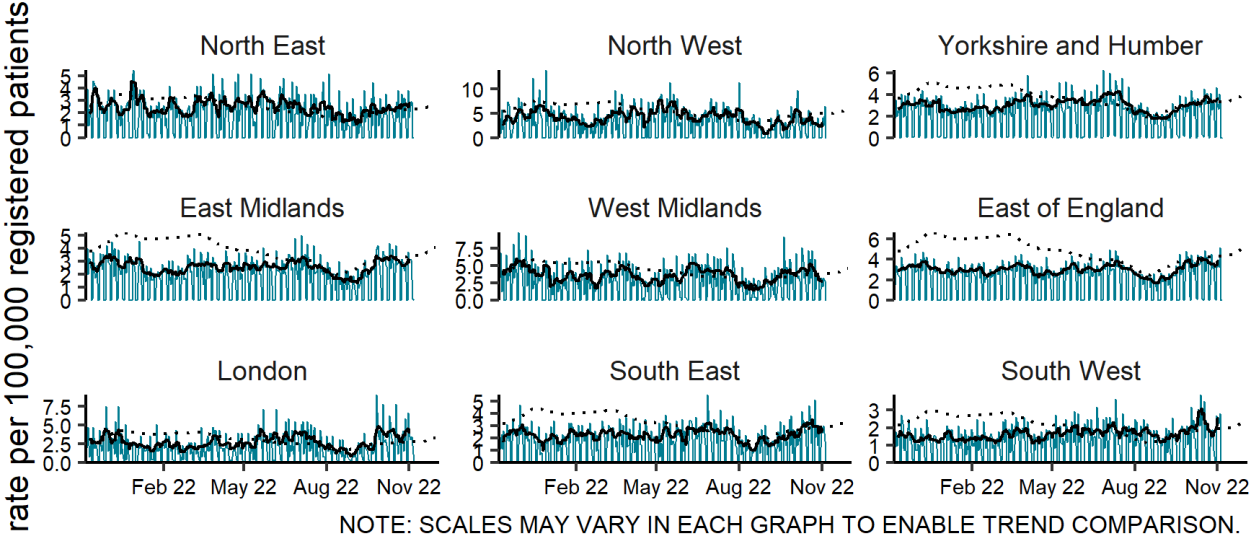 rate per 100,000 registered patients
North East
5
4
3
2
1
0
North West
10
5
0
Yorkshire and Humber
6
4
2
0
East Midlands
5
4
3
2
1
0
West Midlands
7.5
5.0
2.5
0.0
East of England
6
4
2
0
London
7.5
5.0
2.5
0.0
South East
5
4
3
2
1
0
South West
3
2
1
0
Feb 22 May 22 Aug 22 Nov 22
Feb 22 May 22 Aug 22 Nov 22
Feb 22 May 22 Aug 22 Nov 22
NOTE: SCALES MAY VARY IN EACH GRAPH TO ENABLE TREND COMPARISON.